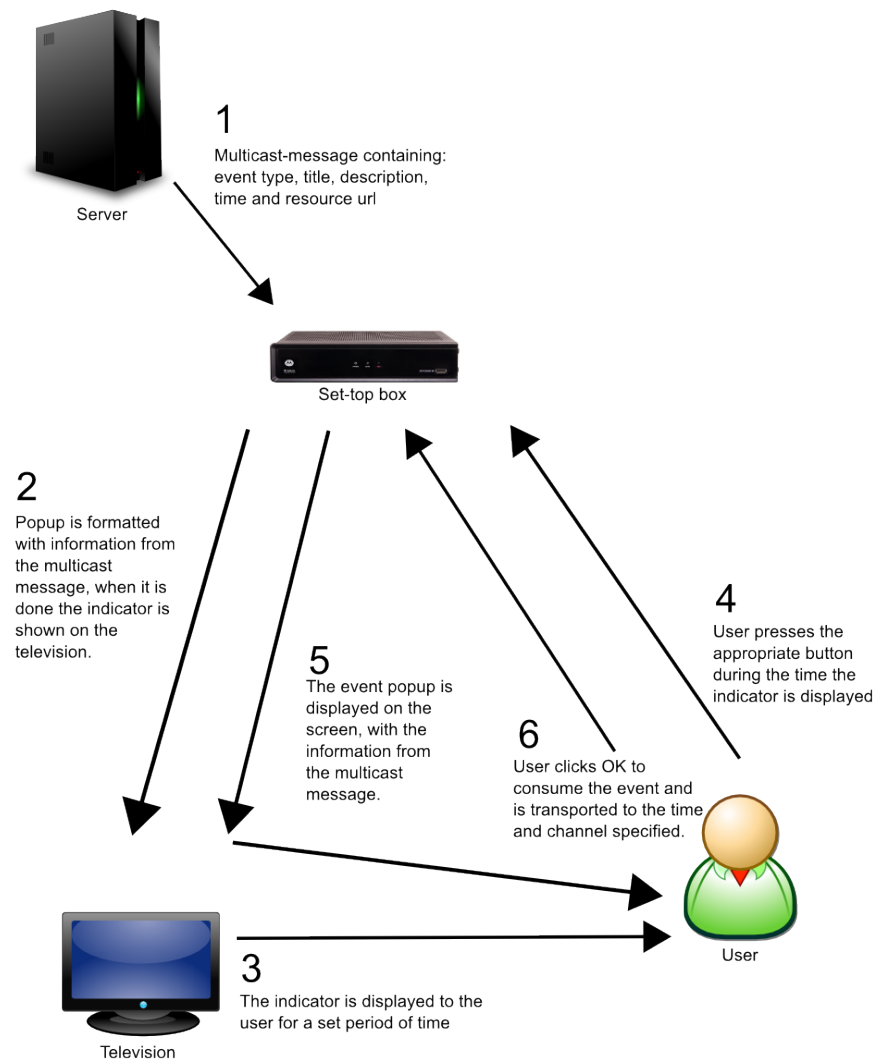 1
Multicast-message containing:
event type, title, description,
time and resource url
Server
Set-top box
2
Popup is formatted
with information from
the multicast
message, when it is
done the indicator is
shown on the
television.
5
The event popup is
displayed on the
screen, with the
information from
the multicast
message.
4
User presses the
appropriate button
during the time the
indicator is displayed
6
User clicks OK to
consume the event and
is transported to the time
and channel specified.
User
3
The indicator is displayed to the
user for a set period of time
Television